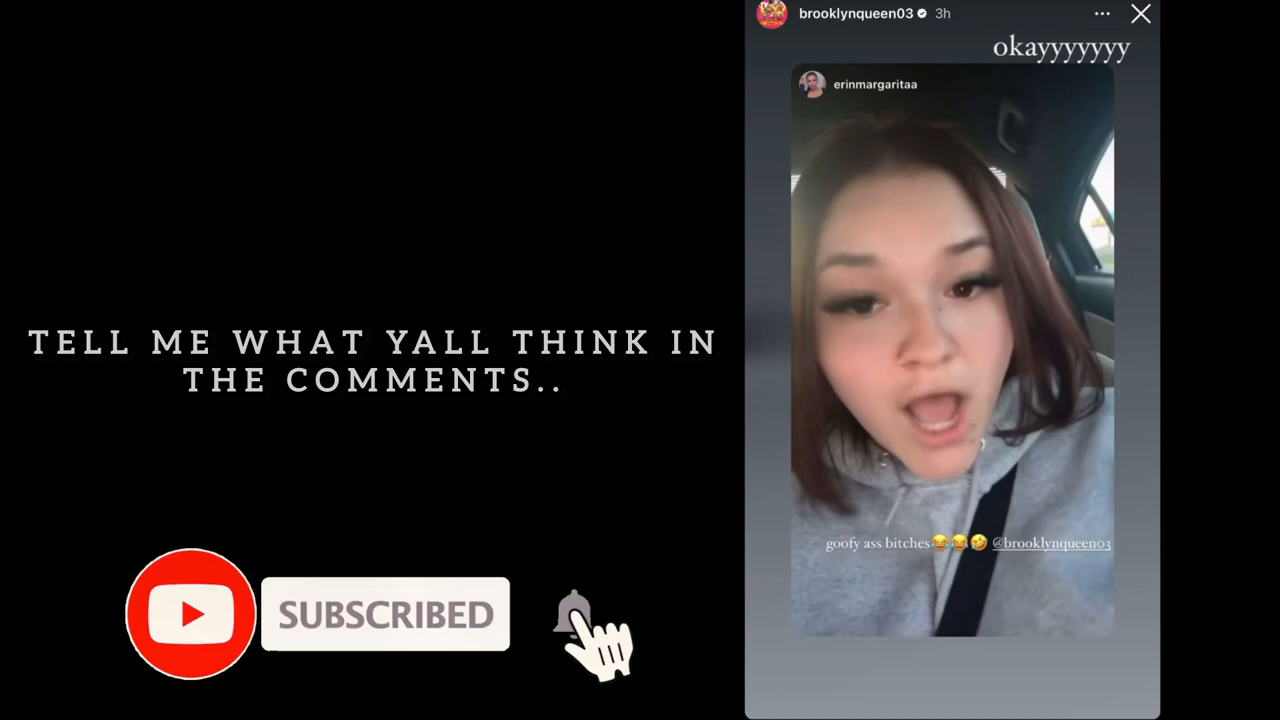 brooklynqueen03 3h
okayyyyyyy
erinmargaritaa
TELL ME WHAT YALL THINK IN
THE COMMENTS..
goofy ass bitches😂😂🤣 @brooklynqueen03
SUBSCRIBED